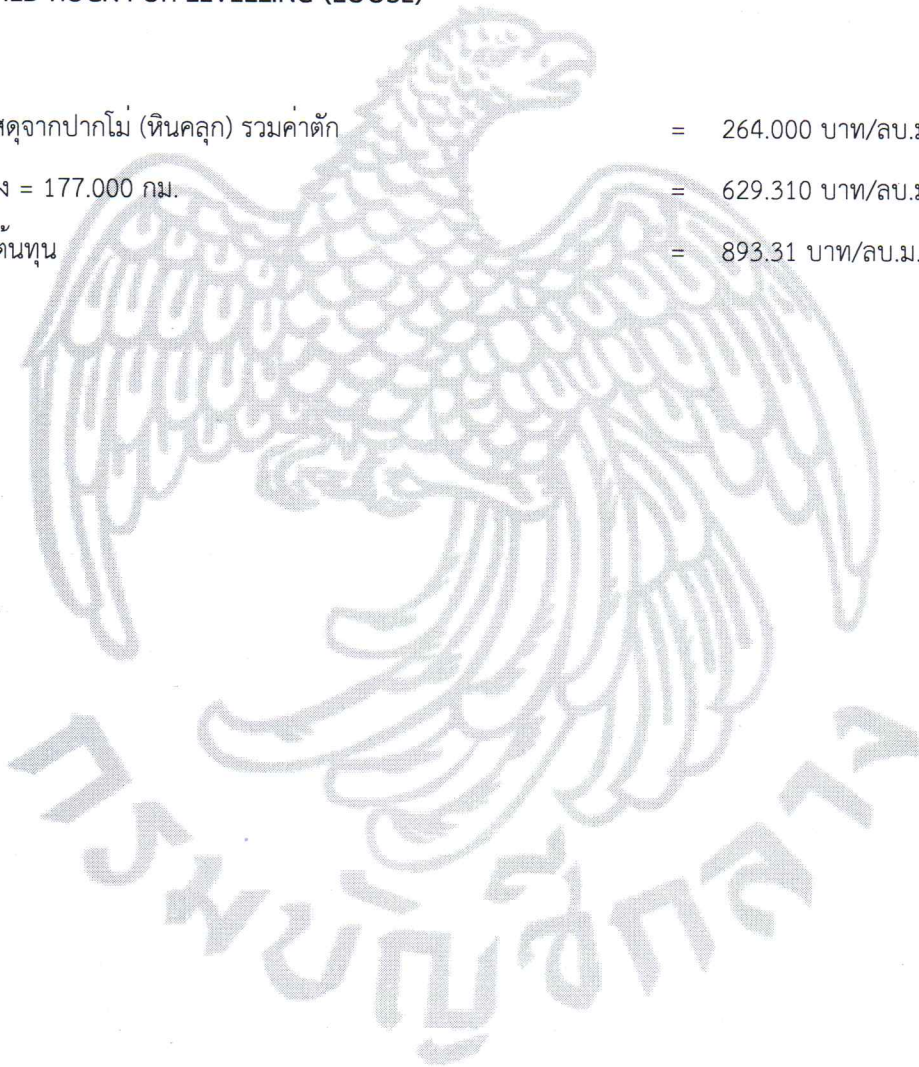 FOR LEVELLING (LOOSE)
จากปากโม่ (หินคลุก) รวมค่าตัก = 264.000 บาท/ลบ.ม
= 177.000 กม. = 629.310 บาท/ลบ.ม
ต้นทุน = 893.31 บาท/ลบ.ม.
กรมบัญชีกลาง